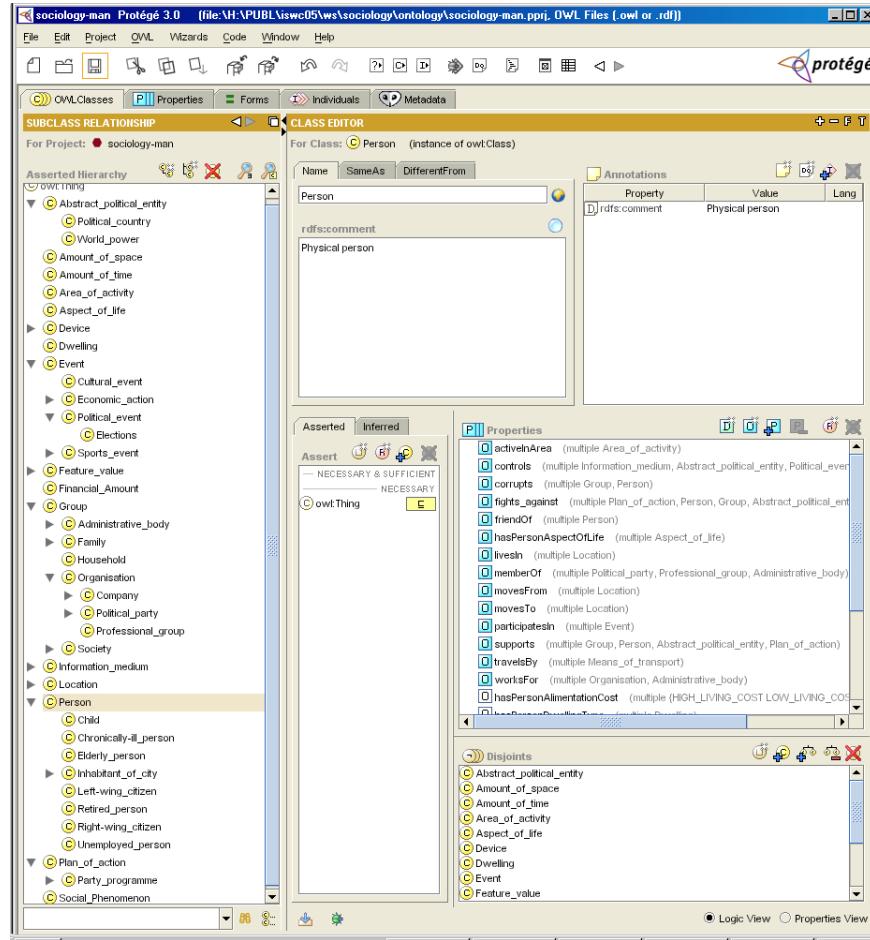 sociology-man Protégé 3.0 (file:\H:\PUBL\iswc05\ws\sociology\ontology\sociology-man.pprj, OWL Files (.owl or .rdf))
File Edit Project OWL Wizards Code Window Help
protégé
OWLClasses Properties Forms Individuals Metadata
SUBCLASS RELATIONSHIP
For Project: sociology-man
Asserted Hierarchy
owl:Thing
Abstract_political_entity
Political_country
World_power
Amount_of_space
Amount_of_time
Area_of_activity
Aspect_of_life
Device
Dwelling
Event
Cultural_event
Economic_action
Political_event
Elections
Sports_event
Feature_value
Financial_Amount
Group
Administrative_body
Family
Household
Organisation
Company
Political_party
Professional_group
Society
Information_medium
Location
Person
Child
Chronically-ill_person
Elderly_person
Inhabitant_of_city
Left-wing_citizen
Retired_person
Right-wing_citizen
Unemployed_person
Plan_of_action
Party_programme
Social_Phenomenon
CLASS EDITOR
For Class: Person (instance of owl:Class)
Name SameAs DifferentFrom
Person
rdfs:comment
Physical person
Annotations
Property Value Lang
rdfs:comment Physical person
Asserted Inferred
Assert
NECESSARY & SUFFICIENT
NECESSARY
owl:Thing
Properties
activeInArea (multiple Area_of_activity)
controls (multiple Information_medium, Abstract_political_entity, Political_even
corrupts (multiple Group, Person)
fights_against (multiple Plan_of_action, Person, Group, Abstract_political_ent
friendOf (multiple Person)
hasPersonAspectOfLife (multiple Aspect_of_life)
livesIn (multiple Location)
memberOf (multiple Political_party, Professional_group, Administrative_body)
movesFrom (multiple Location)
movesTo (multiple Location)
participatesIn (multiple Event)
supports (multiple Group, Person, Abstract_political_entity, Plan_of_action)
travelsBy (multiple Means_of_transport)
worksFor (multiple Organisation, Administrative_body)
hasPersonAlimentationCost (multiple {HIGH_LIVING_COST LOW_LIVING_COS
Disjoints
Abstract_political_entity
Amount_of_space
Amount_of_time
Area_of_activity
Aspect_of_life
Device
Dwelling
Event
Feature_value
Logic View Properties View